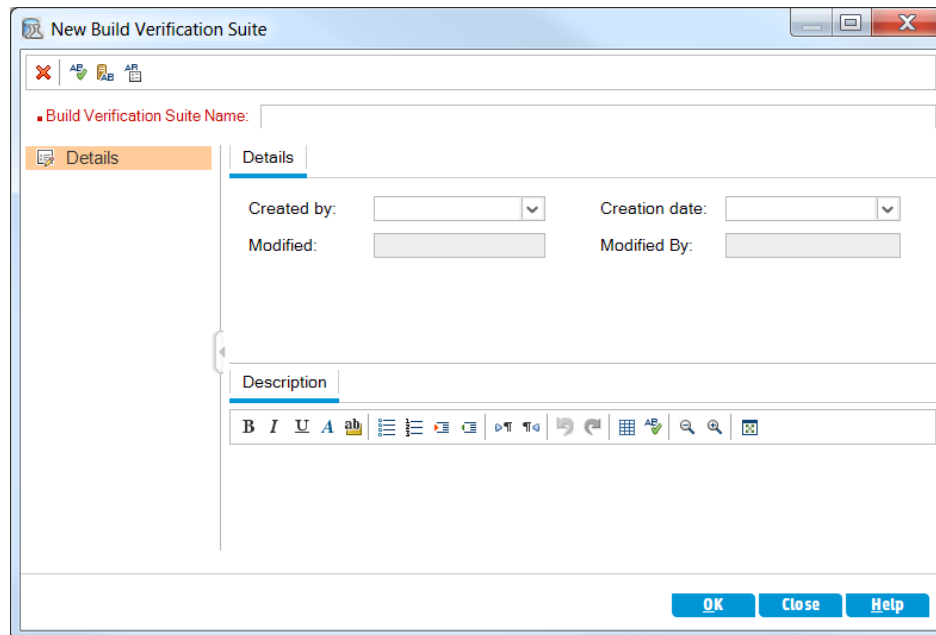 New Build Verification Suite
Build Verification Suite Name:
Details
Details
Created by:
Creation date:
Modified:
Modified By:
Description
B I U A ab
OK Close Help